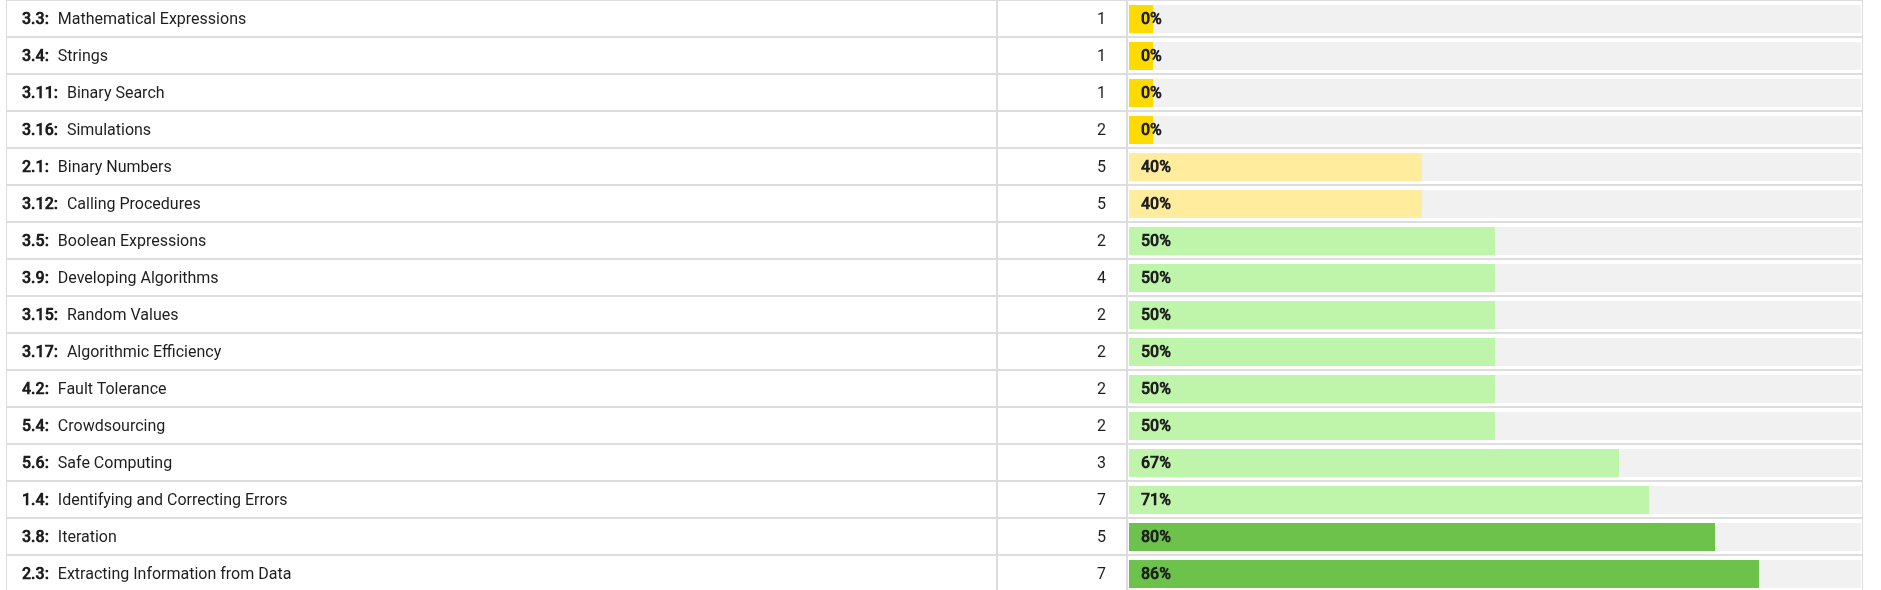 3.3: Mathematical Expressions 1 0%
3.4: Strings 1 0%
3.11: Binary Search 1 0%
3.16: Simulations 2 0%
2.1: Binary Numbers 5 40%
3.12: Calling Procedures 5 40%
3.5: Boolean Expressions 2 50%
3.9: Developing Algorithms 4 50%
3.15: Random Values 2 50%
3.17: Algorithmic Efficiency 2 50%
4.2: Fault Tolerance 2 50%
5.4: Crowdsourcing 2 50%
5.6: Safe Computing 3 67%
1.4: Identifying and Correcting Errors 7 71%
3.8: Iteration 5 80%
2.3: Extracting Information from Data 7 86%